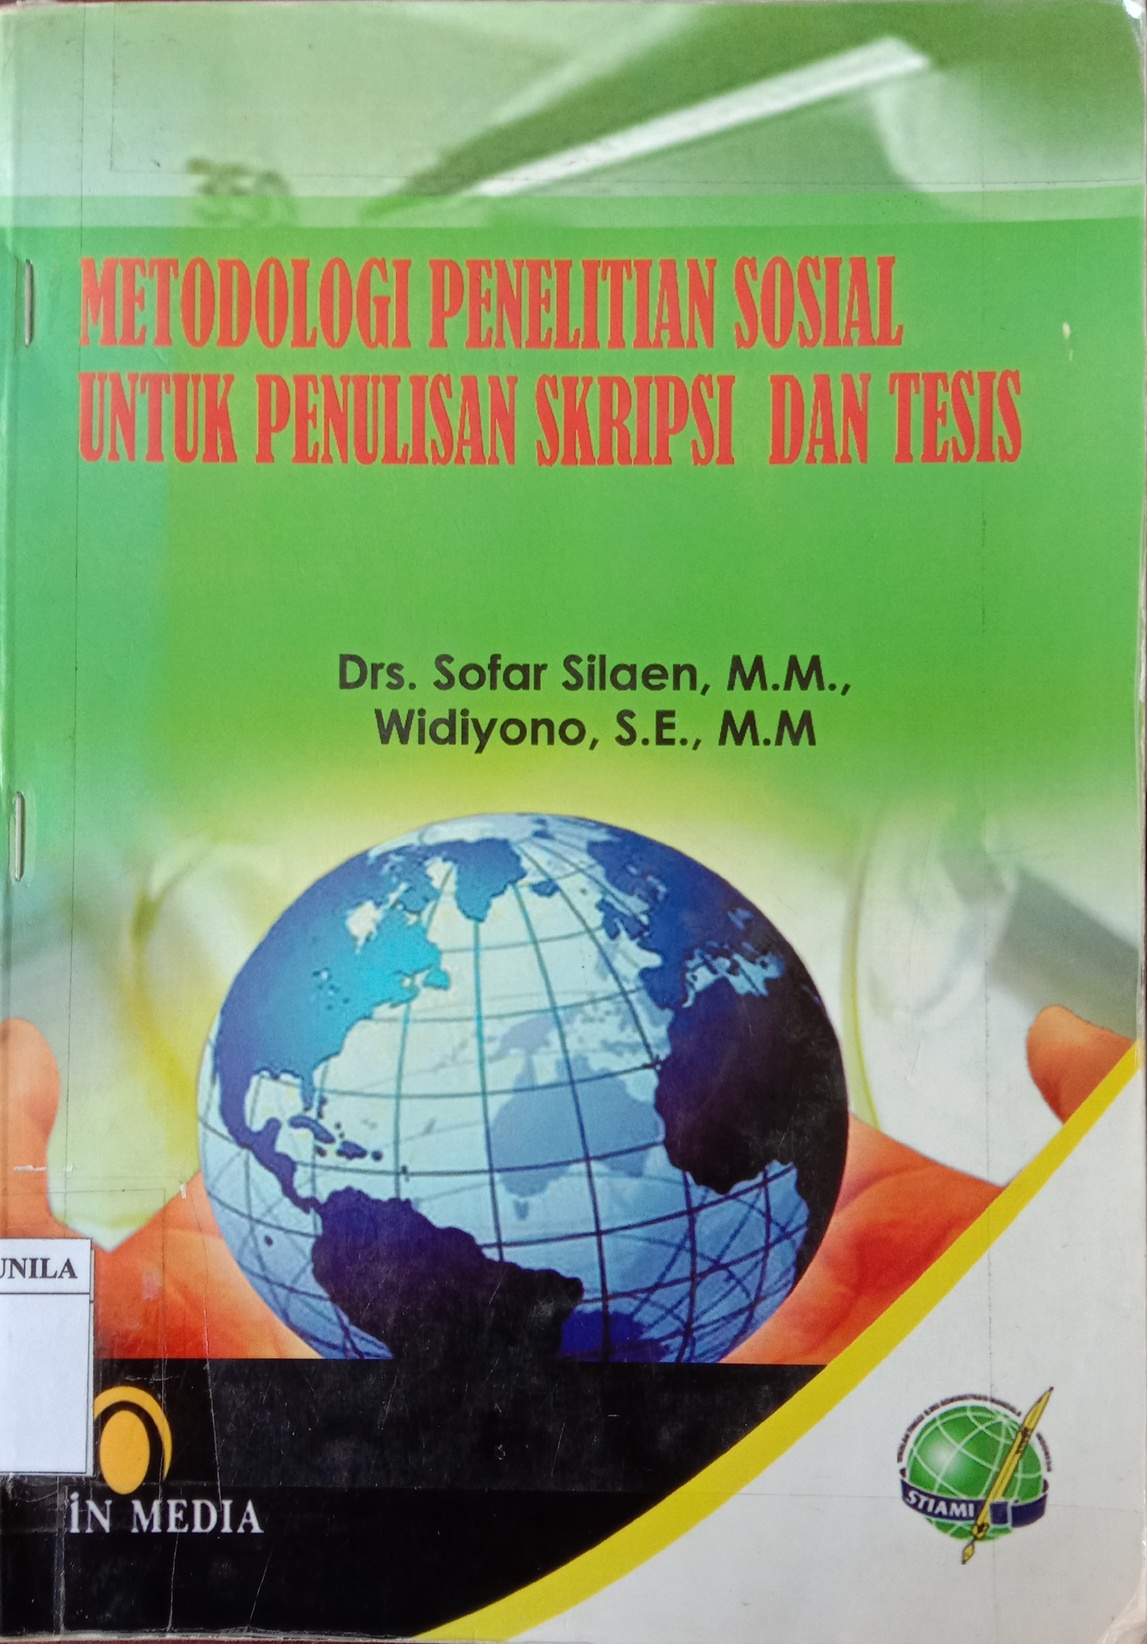 METODOLOGI PENELITIAN SOSIAL
UNTUK PENULISAN SKRIPSI DAN TESIS
Drs. Sofar Silaen, M.M.,
Widiyono, S.E., M.M
UNILA
iN MEDIA
STIAMI